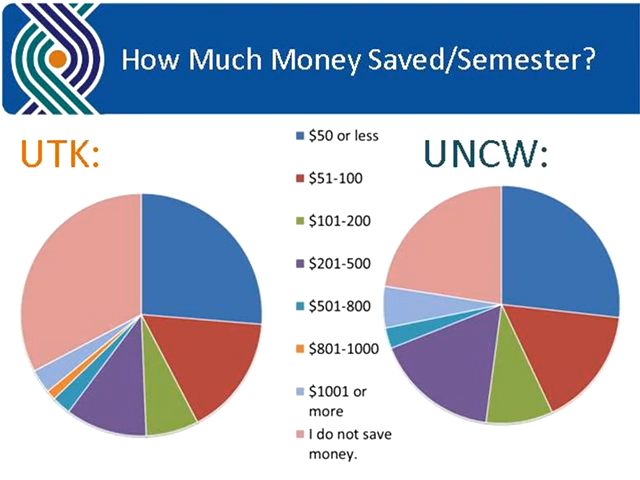 How Much Money Saved/Semester?
UTK:
UNCW:
$50 or less
$51-100
$101-200
$201-500
$501-800
$801-1000
$1001 or
more
I do not save
money.